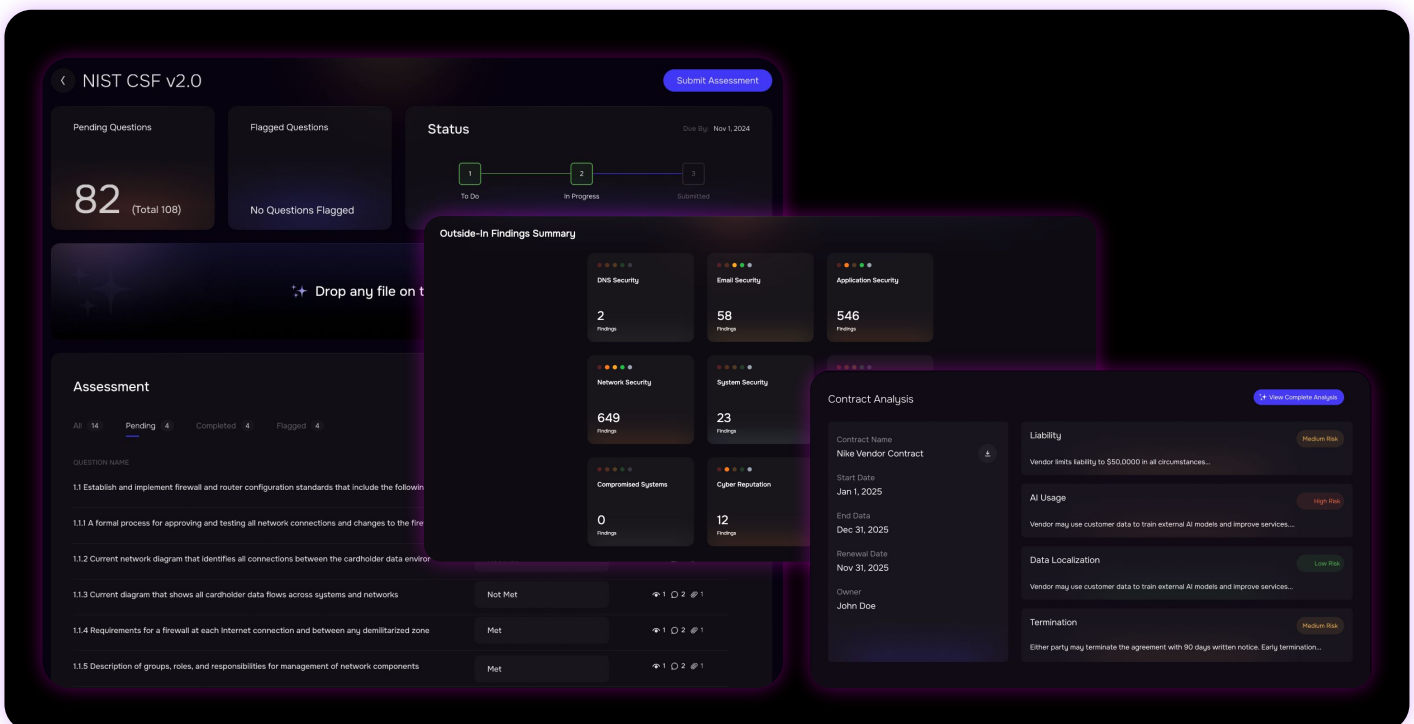 NIST CSF v2.0
Submit Assessment
Pending Questions
82 (Total 108)
Flagged Questions
No Questions Flagged
Status
Due By: Nov 1, 2024
1
2
3
To Do
In Progress
Submitted
Drop any file on t
Assessment
All 14
Pending 4
Completed 4
Flagged 4
QUESTION NAME
1.1 Establish and implement firewall and router configuration standards that include the followin
1.1.1 A formal process for approving and testing all network connections and changes to the fire
1.1.2 Current network diagram that identifies all connections between the cardholder data enviror
1.1.3 Current diagram that shows all cardholder data flows across systems and networks
Not Met
1 2 1
1.1.4 Requirements for a firewall at each Internet connection and between any demilitarized zone
Met
1 2 1
1.1.5 Description of groups, roles, and responsibilities for management of network components
Met
1 2 1
Outside-In Findings Summary
DNS Security
2
Findings
Email Security
58
Findings
Application Security
546
Findings
Network Security
649
Findings
System Security
23
Findings
Compromised Systems
0
Findings
Cyber Reputation
12
Findings
Contract Analysis
View Complete Analysis
Contract Name
Nike Vendor Contract
Start Date
Jan 1, 2025
End Data
Dec 31, 2025
Renewal Date
Nov 31, 2025
Owner
John Doe
Liability
Medium Risk
Vendor limits liability to $50,0000 in all circumstances...
AI Usage
High Risk
Vendor may use customer data to train external AI models and improve services....
Data Localization
Low Risk
Vendor may use customer data to train external AI models and improve services...
Termination
Medium Risk
Either party may terminate the agreement with 90 days written notice. Early termination...